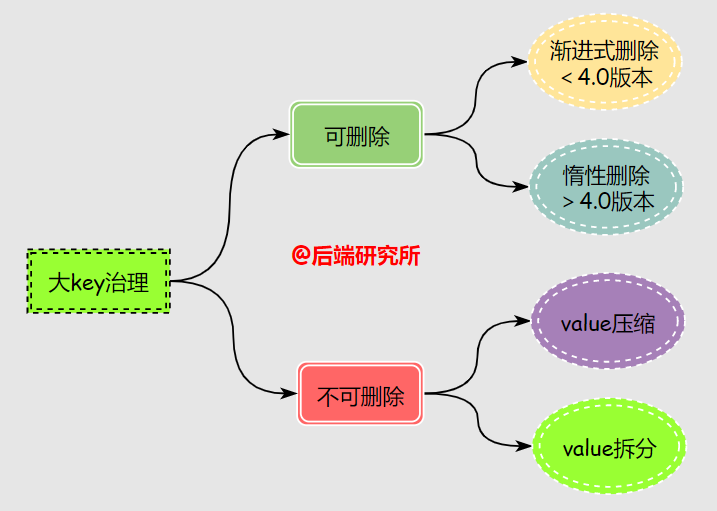 大key治理
可删除
渐进式删除
< 4.0版本
惰性删除
> 4.0版本
@后端研究所
不可删除
value压缩
value拆分